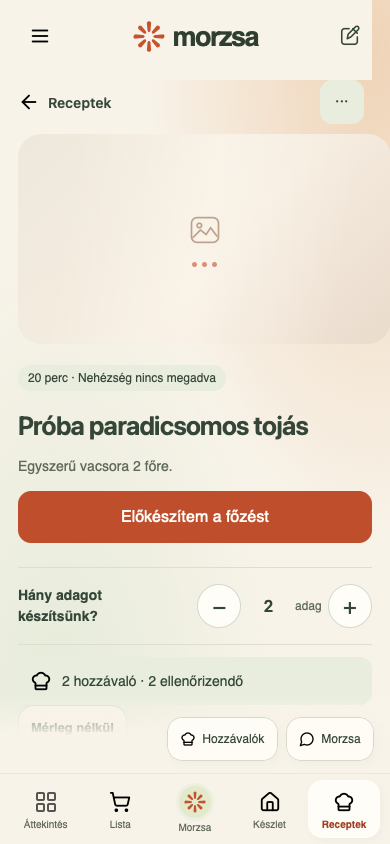 morzsa
Receptek
...
20 perc · Nehézség nincs megadva
Próba paradicsomos tojás
Egyszerű vacsora 2 főre.
Előkészítem a főzést
Hány adagot
készítsünk?
− 2 adag +
2 hozzávaló · 2 ellenőrizendő
Mérleg nélkül
Hozzávalók
Morzsa
Áttekintés
Lista
Morzsa
Készlet
Receptek